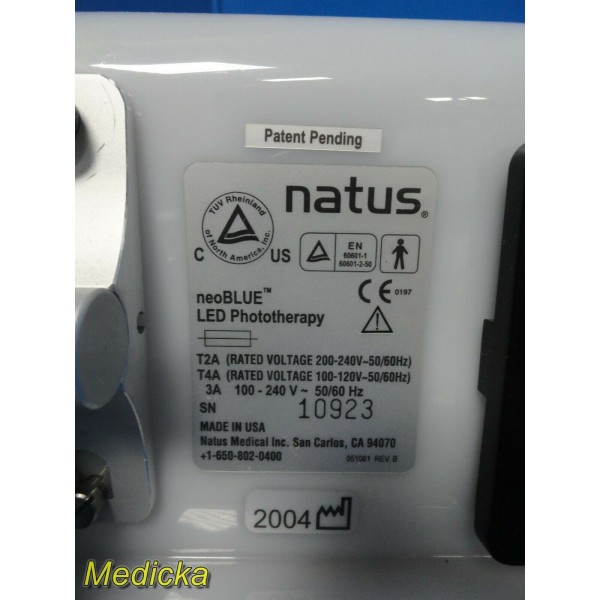 Patent Pending
TUV Rheinland
of North America, Inc.
C US
natus®
EN
60601-1
60601-2-50
neoBLUE™
LED Phototherapy
CE 0197
T2A (RATED VOLTAGE 200-240V~50/60Hz)
T4A (RATED VOLTAGE 100-120V~50/60Hz)
3A 100 - 240 V ~ 50/60 Hz
SN 10923
MADE IN USA
Natus Medical Inc. San Carlos, CA 94070
+1-650-802-0400
051081 REV B
2004
Medicka